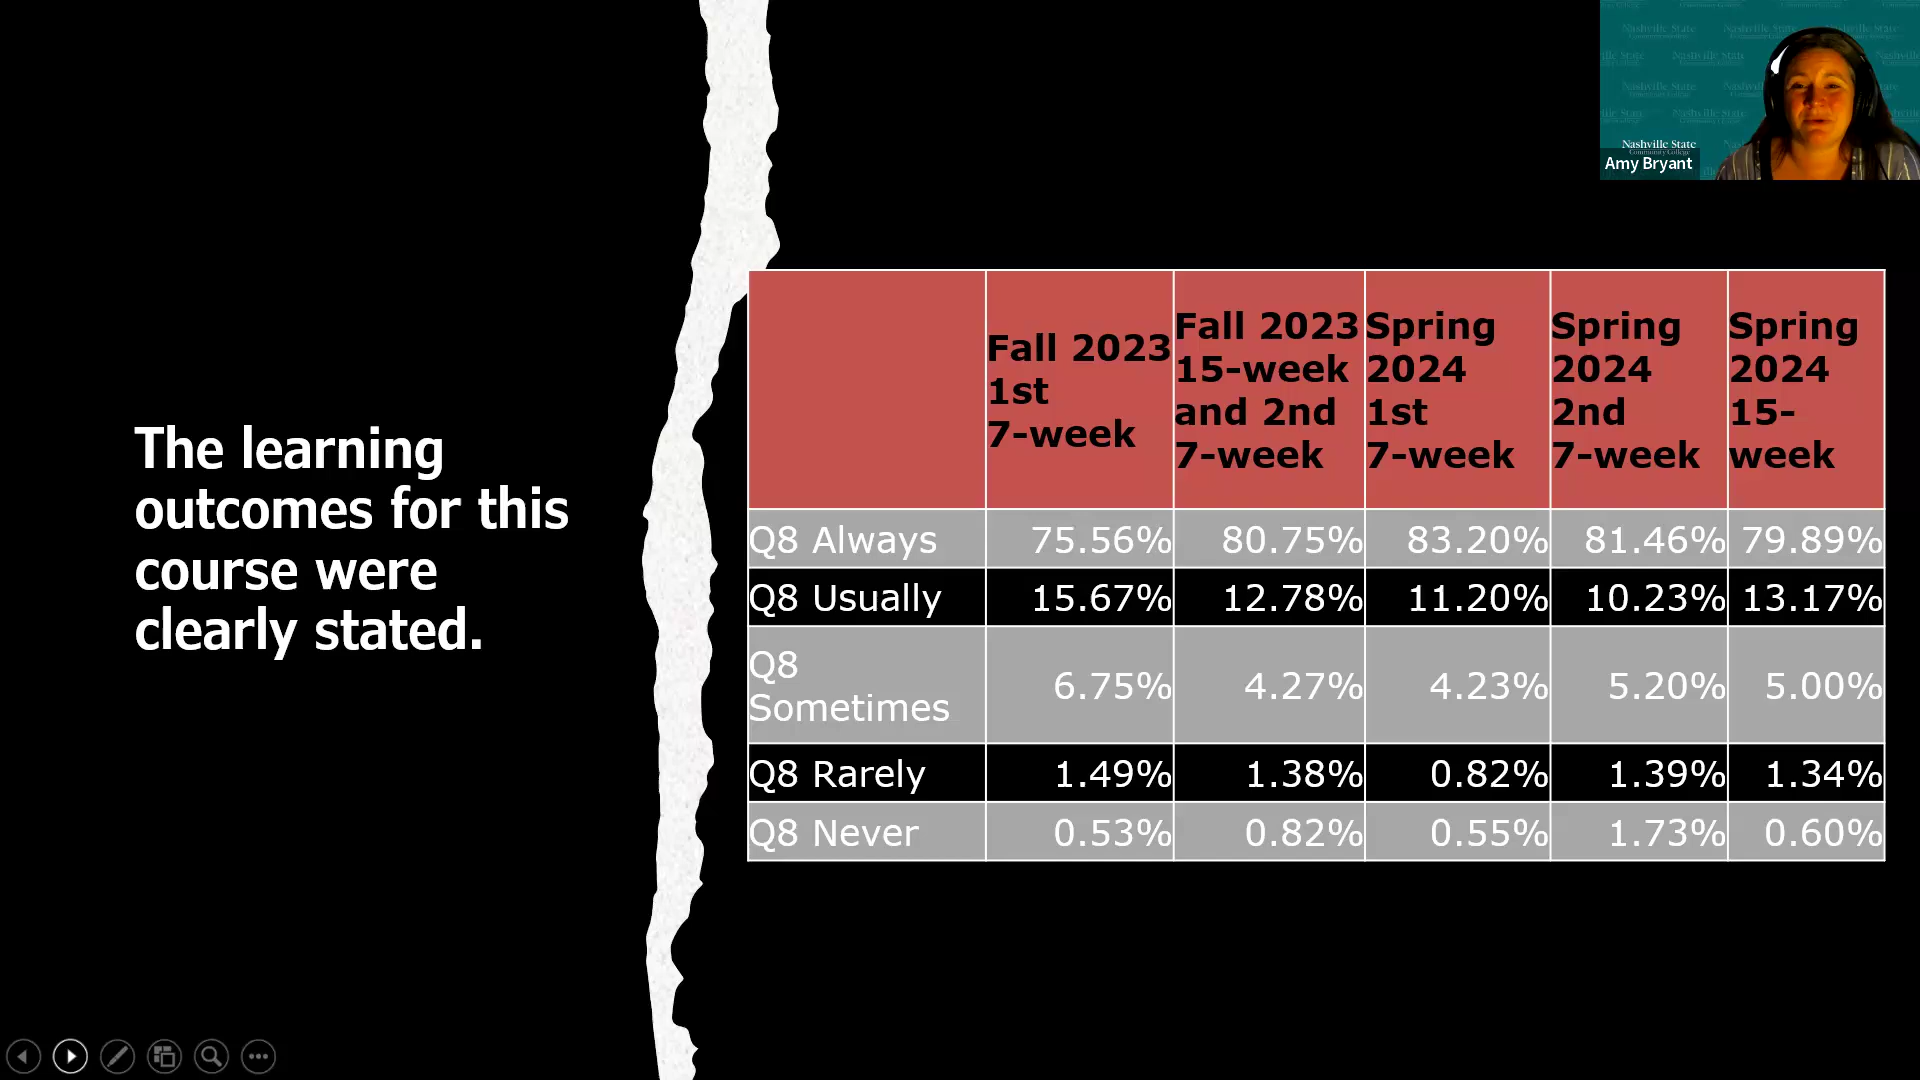 Nashville State
Community College
Amy Bryant
The learning
outcomes for this
course were
clearly stated.
Fall 2023
1st
7-week
Fall 2023
15-week
and 2nd
7-week
Spring
2024
1st
7-week
Spring
2024
2nd
7-week
Spring
2024
15-
week
Q8 Always 75.56% 80.75% 83.20% 81.46% 79.89%
Q8 Usually 15.67% 12.78% 11.20% 10.23% 13.17%
Q8
Sometimes 6.75% 4.27% 4.23% 5.20% 5.00%
Q8 Rarely 1.49% 1.38% 0.82% 1.39% 1.34%
Q8 Never 0.53% 0.82% 0.55% 1.73% 0.60%